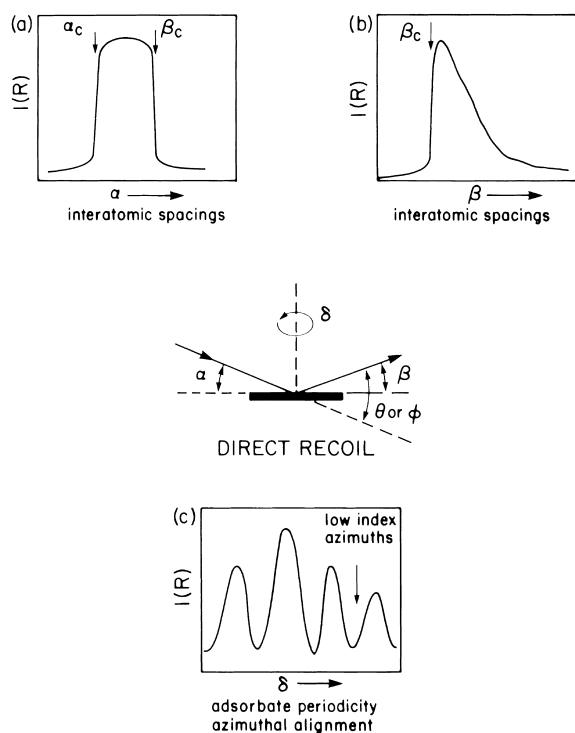 (a)
α_c
β_c
I(R)
α
interatomic spacings
(b)
β_c
I(R)
β
interatomic spacings
δ
α
β
θ or ϕ
DIRECT RECOIL
(c)
low index
azimuths
I(R)
δ
adsorbate periodicity
azimuthal alignment